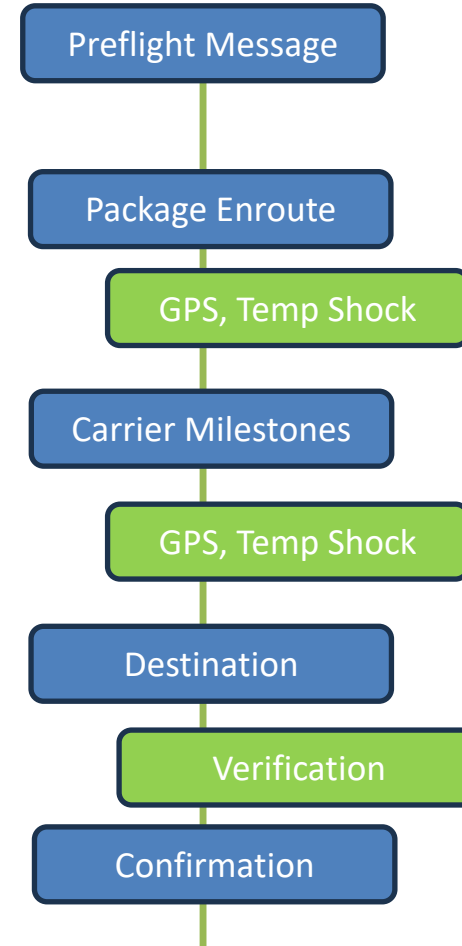 Preflight Message
Package Enroute
GPS, Temp Shock
Carrier Milestones
GPS, Temp Shock
Destination
Verification
Confirmation